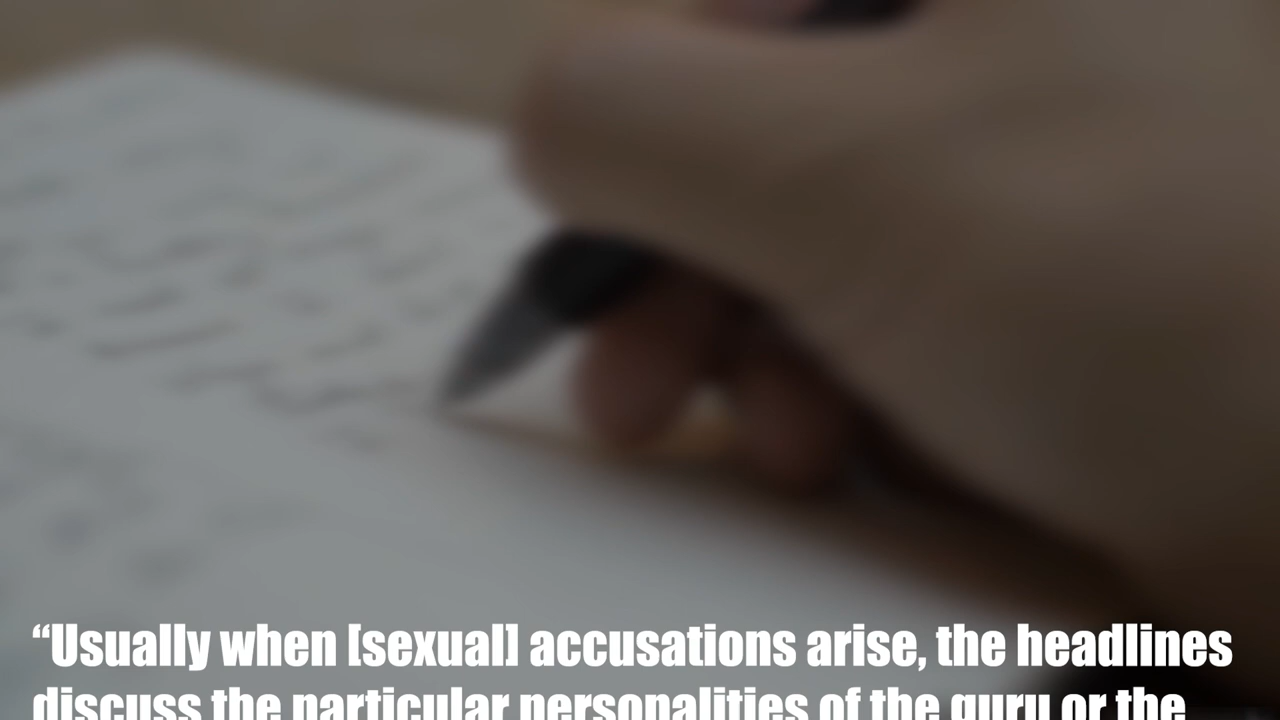 “Usually when [sexual] accusations arise, the headlines
discuss the particular personalities of the guru or the